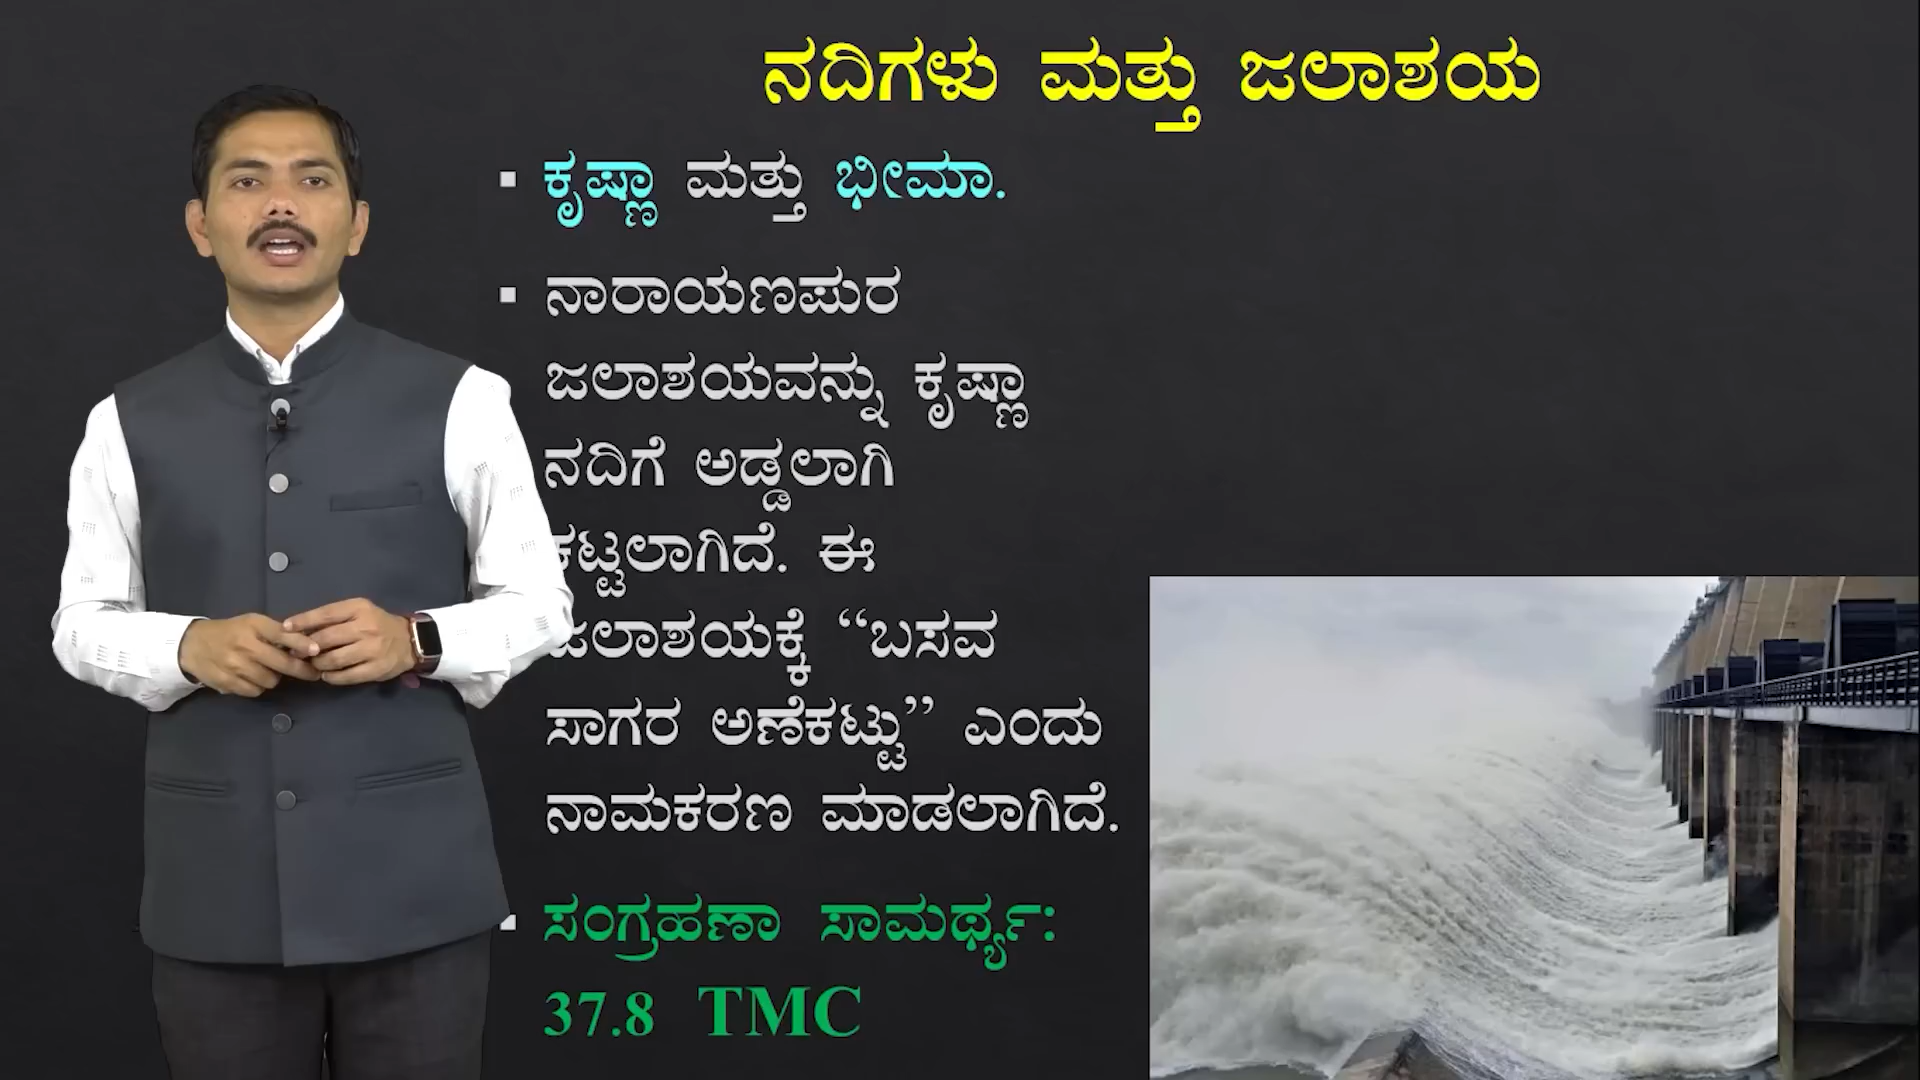 ನದಿಗಳು ಮತ್ತು ಜಲಾಶಯ
▪ ಕೃಷ್ಣಾ ಮತ್ತು ಭೀಮಾ.
▪ ನಾರಾಯಣಪುರ
ಜಲಾಶಯವನ್ನು ಕೃಷ್ಣಾ
ನದಿಗೆ ಅಡ್ಡಲಾಗಿ
ಕಟ್ಟಲಾಗಿದೆ. ಈ
ಜಲಾಶಯಕ್ಕೆ “ಬಸವ
ಸಾಗರ ಅಣೆಕಟ್ಟು” ಎಂದು
ನಾಮಕರಣ ಮಾಡಲಾಗಿದೆ.
▪ ಸಂಗ್ರಹಣಾ ಸಾಮರ್ಥ್ಯ:
37.8 TMC